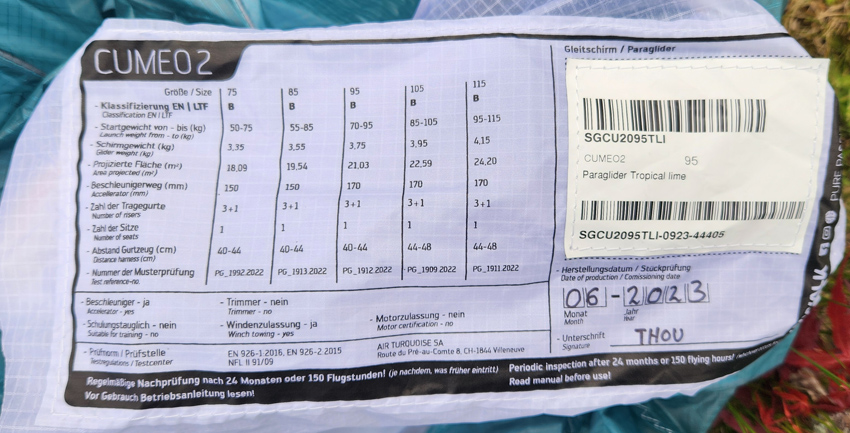 CUMEO 2
Größe / Size 75 85 95 105 115
- Klassifizierung EN | LTF B B B B B
Classification EN | LTF
- Startgewicht von - bis (kg) 50-75 55-85 70-95 85-105 95-115
Launch weight from - to (kg)
- Schirmgewicht (kg) 3,35 3,55 3,75 3,95 4,15
Glider weight (kg)
- Projizierte Fläche (m²) 18,09 19,54 21,03 22,59 24,20
Area projected (m²)
- Beschleunigerweg (mm) 150 150 170 170 170
Accellerator (mm)
- Zahl der Tragegurte 3+1 3+1 3+1 3+1 3+1
Number of risers
- Zahl der Sitze 1 1 1 1 1
Number of seats
- Abstand Gurtzeug (cm) 40-44 40-44 40-44 44-48 44-48
Distance harness (cm)
- Nummer der Musterprüfung PG_1992.2022 PG_1913.2022 PG_1912.2022 PG_1909.2022 PG_1911.2022
Test reference-no.
- Beschleuniger - ja - Trimmer - nein
Accelerator - yes Trimmer - no
- Schulungstauglich - nein - Windenzulassung - ja - Motorzulassung - nein
Suitable for training - no Winch towing - yes Motor certification - no
- Prüfnorm / Prüfstelle EN 926-1:2016, EN 926-2:2015 AIR TURQUOISE SA
Testregulations / Testcenter NFL II 91/09 Route du Pré-au-Comte 8, CH-1844 Villeneuve
Regelmäßige Nachprüfung nach 24 Monaten oder 150 Flugstunden! (je nachdem, was früher eintritt)
Vor Gebrauch Betriebsanleitung lesen!
Gleitschirm / Paraglider
SGCU2095TLI
CUMEO2 95
Paraglider Tropical lime
SGCU2095TLI-0923-44405
- Herstellungsdatum / Stückprüfung
Date of production / Comissioning date
06-2023
Monat Jahr
Month Year
- Unterschrift THOU
Signature
Periodic inspection after 24 months or 150 flying hours!
Read manual before use!